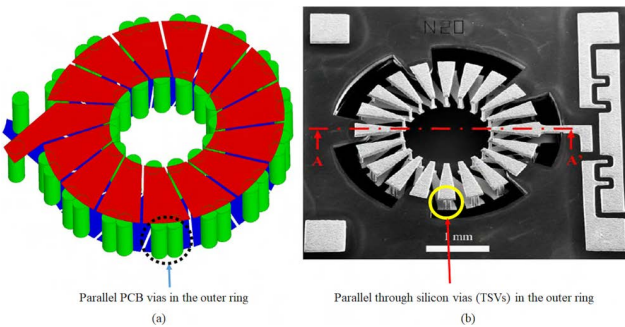 N20
A
A'
1 mm
Parallel PCB vias in the outer ring
Parallel through silicon vias (TSVs) in the outer ring
(a)
(b)